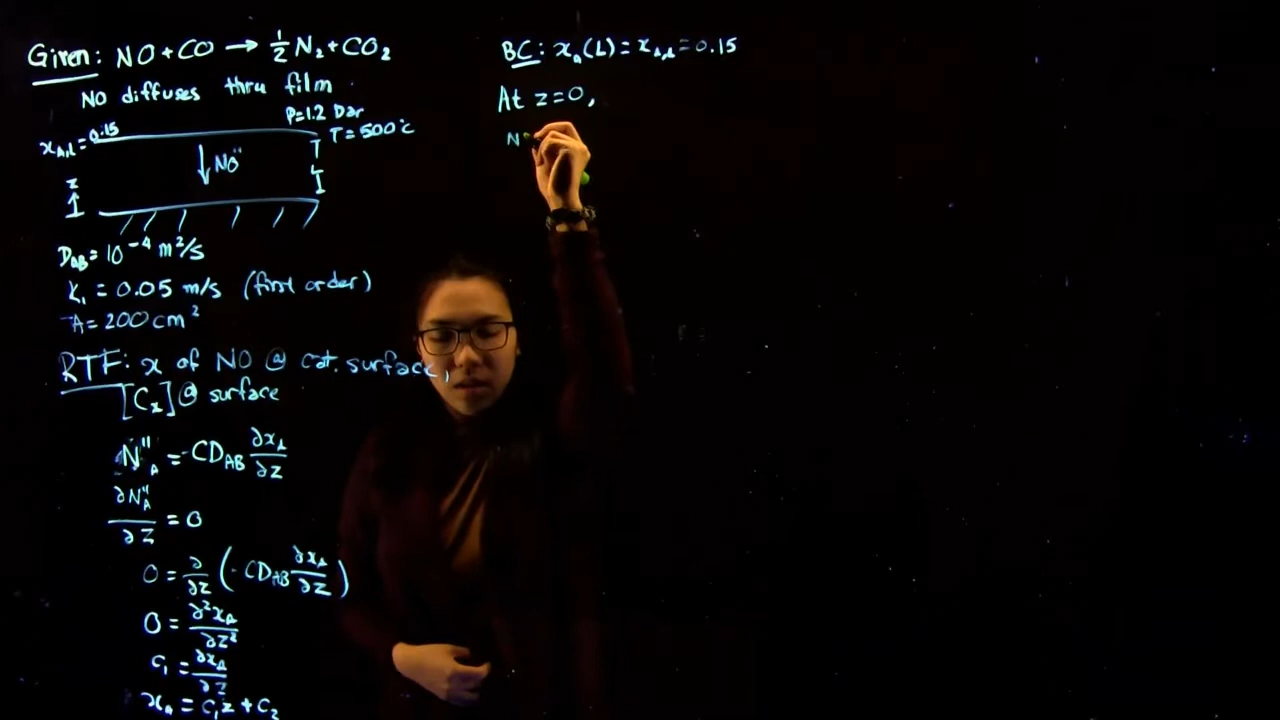 Given: NO + CO → 1/2 N₂ + CO₂
NO diffuses thru film
P=1.2 bar
T = 500°C
x_A,L = 0.15
↓ NO"
L
z
D_AB = 10⁻⁴ m²/s
k₁ = 0.05 m/s (first order)
A = 200 cm²
RTF: x of NO @ cat. surface,
[C_x] @ surface
N"_A = -CD_AB ∂x_A/∂z
∂N"_A/∂z = 0
0 = ∂/∂z (-CD_AB ∂x_A/∂z)
0 = ∂²x_A/∂z²
c₁ = ∂x_A/∂z
x_A = c₁z + c₂
BC: x_a(L) = x_A,L = 0.15
At z=0,
N